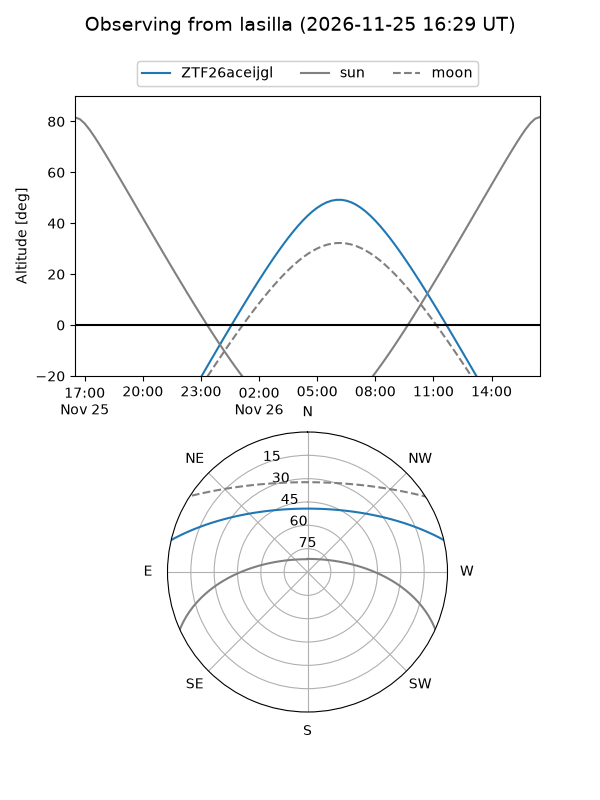 Observing from lasilla (2026-11-25 16:29 UT)
ZTF26aceijgl sun moon
Altitude [deg]
80
60
40
20
0
−20
17:00 20:00 23:00 02:00 05:00 08:00 11:00 14:00
Nov 25 Nov 26
N
NE NW
15
30
45
60
75
E W
SE SW
S